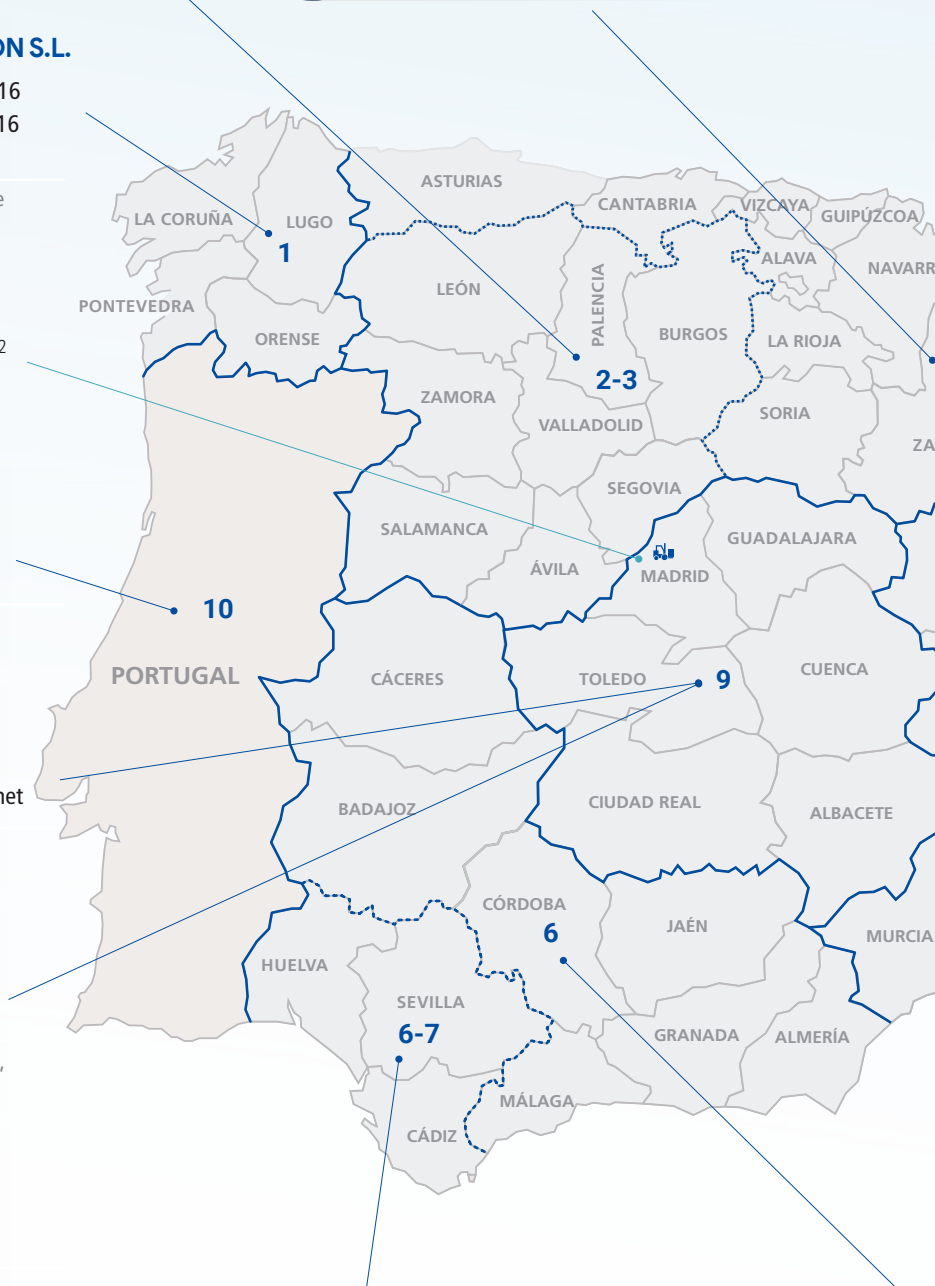 ON S.L.
16
16
e
ASTURIAS
CANTABRIA
VIZCAYA
GUIPÚZCOA
LA CORUÑA
LUGO
1
ALAVA
NAVARR
LEÓN
PALENCIA
PONTEVEDRA
ORENSE
BURGOS
LA RIOJA
2
2-3
ZAMORA
VALLADOLID
SORIA
ZA
SEGOVIA
SALAMANCA
GUADALAJARA
ÁVILA
MADRID
10
PORTUGAL
CÁCERES
TOLEDO
9
CUENCA
net
BADAJOZ
CIUDAD REAL
ALBACETE
CÓRDOBA
6
JAÉN
MURCIA
HUELVA
SEVILLA
6-7
GRANADA
ALMERÍA
,
MÁLAGA
CÁDIZ